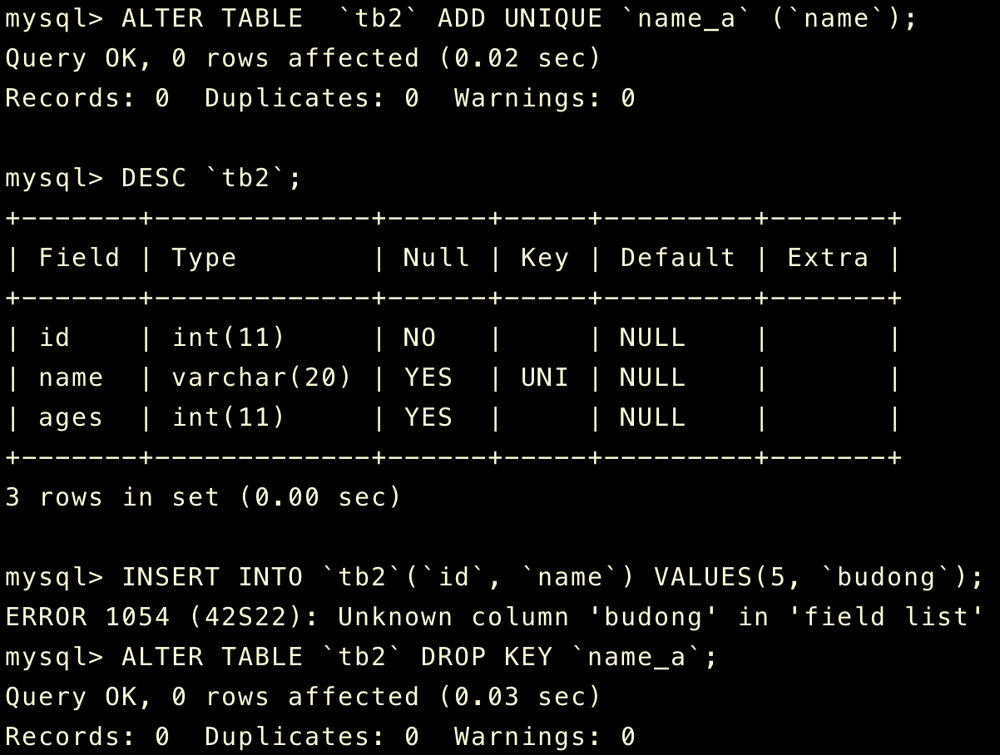 mysql> ALTER TABLE  `tb2` ADD UNIQUE `name_a` (`name`);
Query OK, 0 rows affected (0.02 sec)
Records: 0  Duplicates: 0  Warnings: 0
mysql> DESC `tb2`;
+-------+-------------+------+-----+---------+-------+
| Field | Type        | Null | Key | Default | Extra |
+-------+-------------+------+-----+---------+-------+
| id    | int(11)     | NO   |     | NULL    |       |
| name  | varchar(20) | YES  | UNI | NULL    |       |
| ages  | int(11)     | YES  |     | NULL    |       |
+-------+-------------+------+-----+---------+-------+
3 rows in set (0.00 sec)
mysql> INSERT INTO `tb2`(`id`, `name`) VALUES(5, `budong`);
ERROR 1054 (42S22): Unknown column 'budong' in 'field list'
mysql> ALTER TABLE `tb2` DROP KEY `name_a`;
Query OK, 0 rows affected (0.03 sec)
Records: 0  Duplicates: 0  Warnings: 0